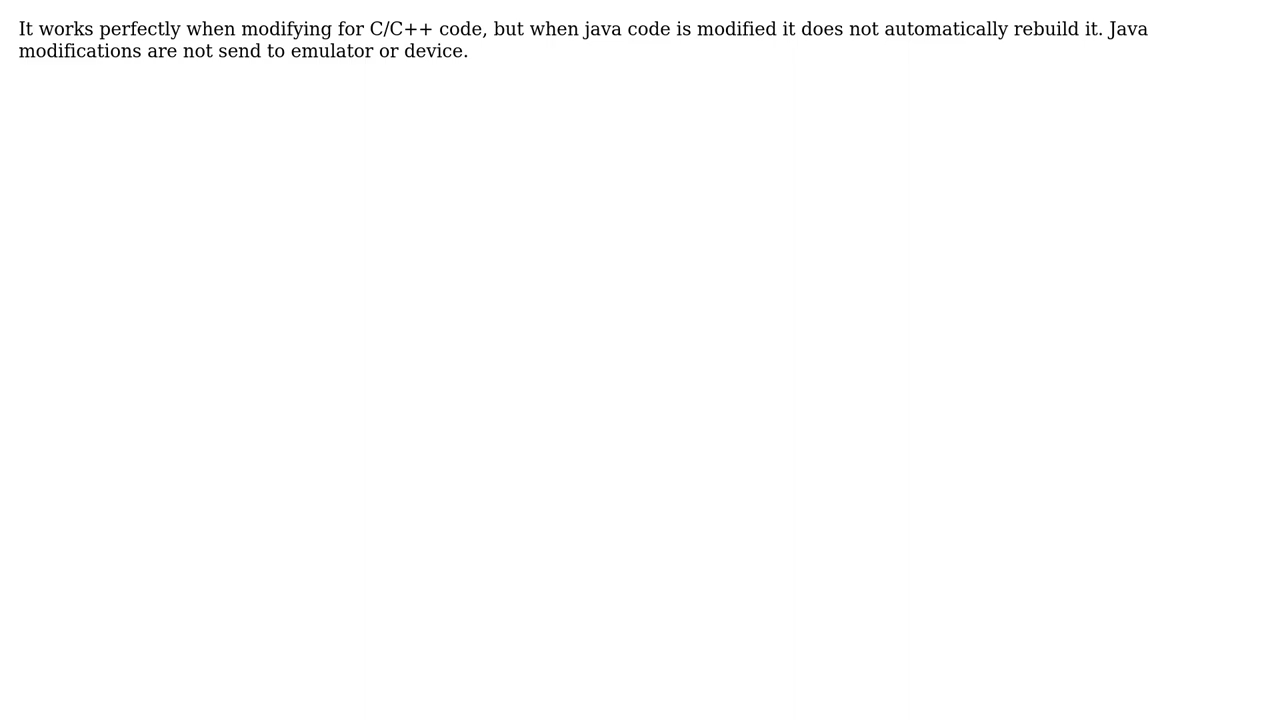 It works perfectly when modifying for C/C++ code, but when java code is modified it does not automatically rebuild it. Java
modifications are not send to emulator or device.